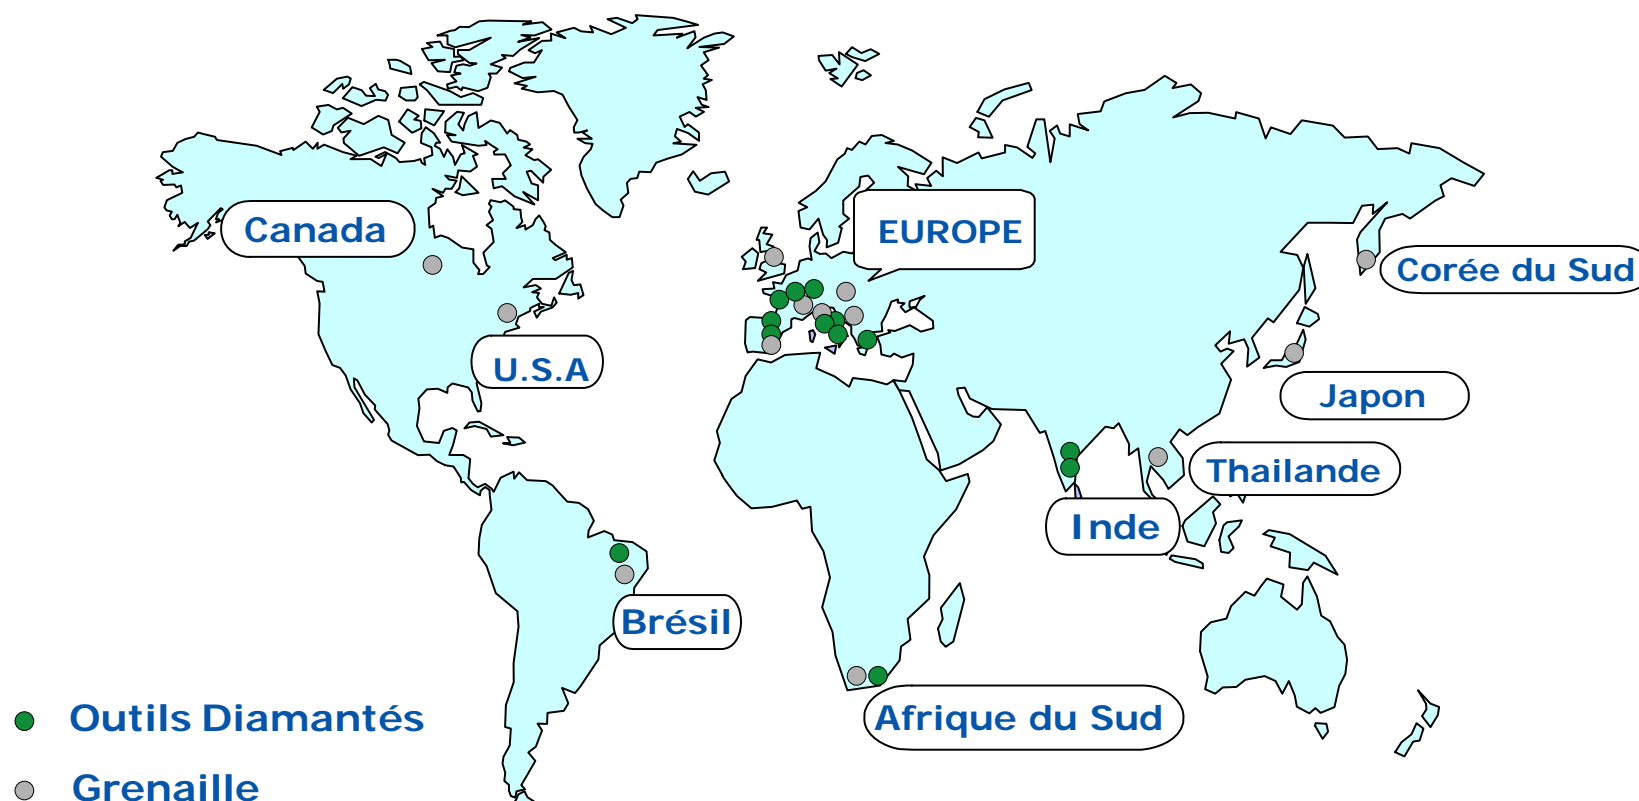 Canada
EUROPE
Corée du Sud
U.S.A
Japon
Thailande
Inde
Brésil
Afrique du Sud
Outils Diamantés
Grenaille